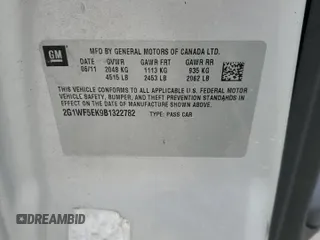 GM
MFD BY GENERAL MOTORS OF CANADA LTD.
DATE GVWR GAWR FRT GAWR RR
06/11 2048 KG 1113 KG 935 KG
4515 LB 2453 LB 2062 LB
THIS VEHICLE CONFORMS TO ALL APPLICABLE U.S. FEDERAL MOTOR
VEHICLE SAFETY, BUMPER, AND THEFT PREVENTION STANDARDS IN
EFFECT ON THE DATE OF MANUFACTURE SHOWN ABOVE.
2G1WF5EK9B1322782 TYPE: PASS CAR
DREAMBID